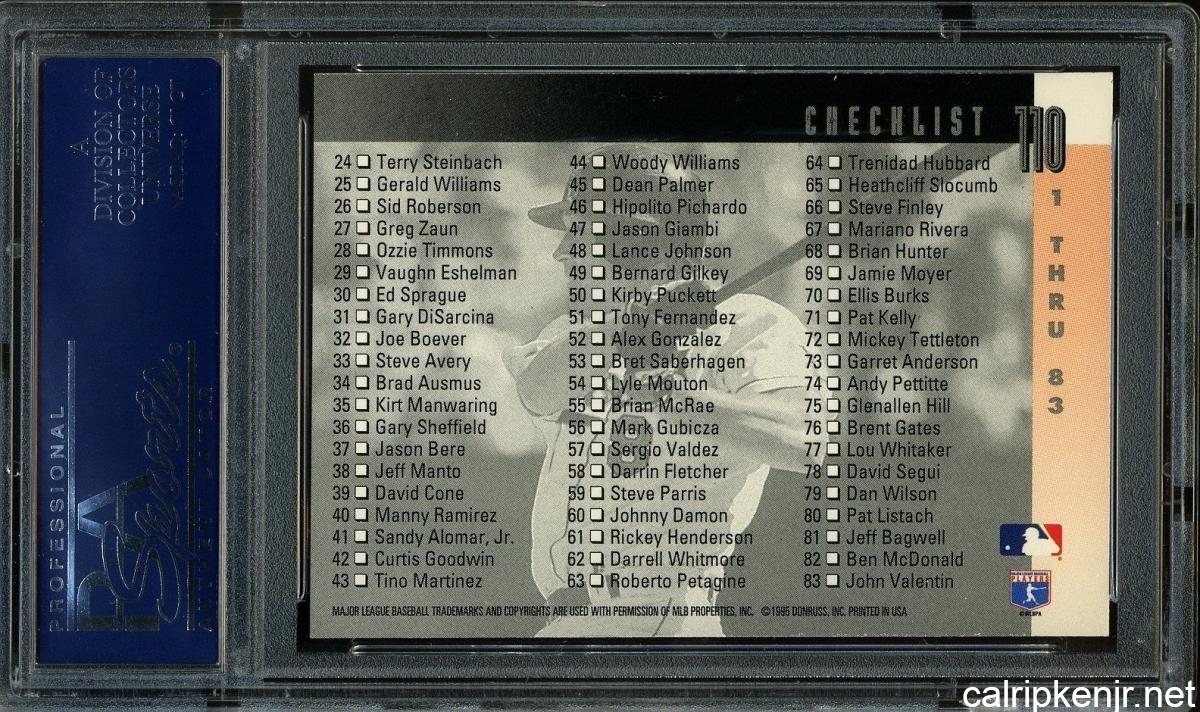 A
DIVISION OF
COLLECTORS
UNIVERSE
NASDAQ: CLCT
PROFESSIONAL
PSA
Sports
AUTHENTICATOR
CHECKLIST 110
1 THRU 83
24 Terry Steinbach
25 Gerald Williams
26 Sid Roberson
27 Greg Zaun
28 Ozzie Timmons
29 Vaughn Eshelman
30 Ed Sprague
31 Gary DiSarcina
32 Joe Boever
33 Steve Avery
34 Brad Ausmus
35 Kirt Manwaring
36 Gary Sheffield
37 Jason Bere
38 Jeff Manto
39 David Cone
40 Manny Ramirez
41 Sandy Alomar, Jr.
42 Curtis Goodwin
43 Tino Martinez
44 Woody Williams
45 Dean Palmer
46 Hipolito Pichardo
47 Jason Giambi
48 Lance Johnson
49 Bernard Gilkey
50 Kirby Puckett
51 Tony Fernandez
52 Alex Gonzalez
53 Bret Saberhagen
54 Lyle Mouton
55 Brian McRae
56 Mark Gubicza
57 Sergio Valdez
58 Darrin Fletcher
59 Steve Parris
60 Johnny Damon
61 Rickey Henderson
62 Darrell Whitmore
63 Roberto Petagine
64 Trenidad Hubbard
65 Heathcliff Slocumb
66 Steve Finley
67 Mariano Rivera
68 Brian Hunter
69 Jamie Moyer
70 Ellis Burks
71 Pat Kelly
72 Mickey Tettleton
73 Garret Anderson
74 Andy Pettitte
75 Glenallen Hill
76 Brent Gates
77 Lou Whitaker
78 David Segui
79 Dan Wilson
80 Pat Listach
81 Jeff Bagwell
82 Ben McDonald
83 John Valentin
PLAYERS
©MLBPA
MAJOR LEAGUE BASEBALL TRADEMARKS AND COPYRIGHTS ARE USED WITH PERMISSION OF MLB PROPERTIES, INC. ©1995 DONRUSS, INC. PRINTED IN USA
calripkenjr.net